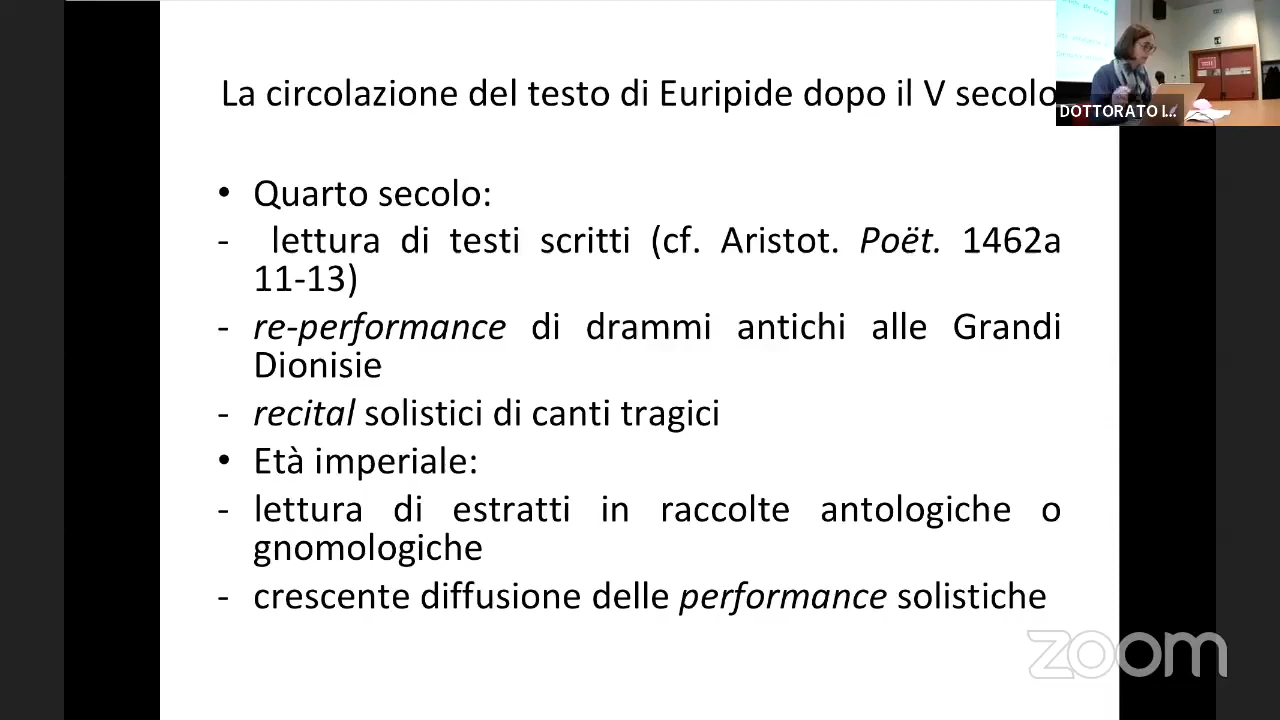 La circolazione del testo di Euripide dopo il V secolo
DOTTORATO I...
• Quarto secolo:
- lettura di testi scritti (cf. Aristot. Poët. 1462a
11-13)
- re-performance di drammi antichi alle Grandi
Dionisie
- recital solistici di canti tragici
• Età imperiale:
- lettura di estratti in raccolte antologiche o
gnomologiche
- crescente diffusione delle performance solistiche
zoom